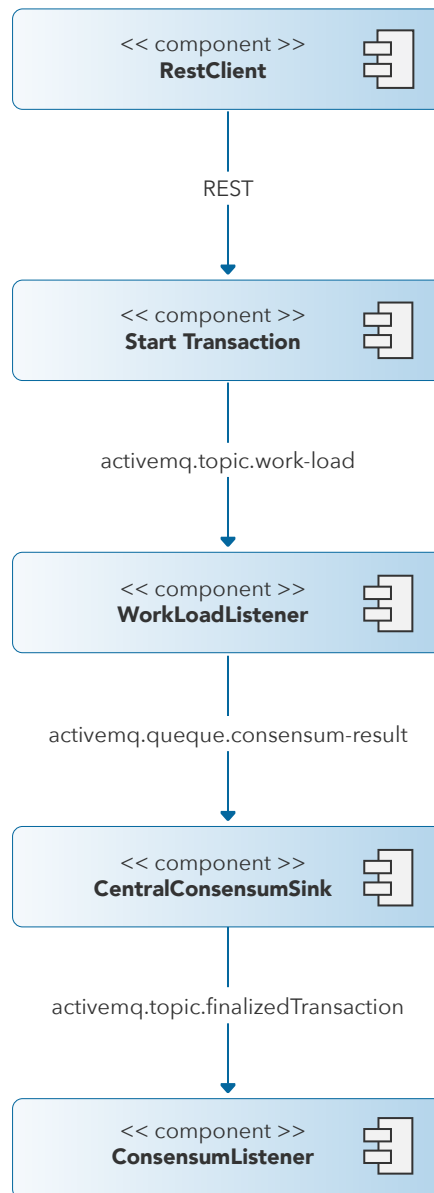 << component >>
RestClient
REST
<< component >>
Start Transaction
activemq.topic.work-load
<< component >>
WorkLoadListener
activemq.queque.consensum-result
<< component >>
CentralConsensumSink
activemq.topic.finalizedTransaction
<< component >>
ConsensumListener